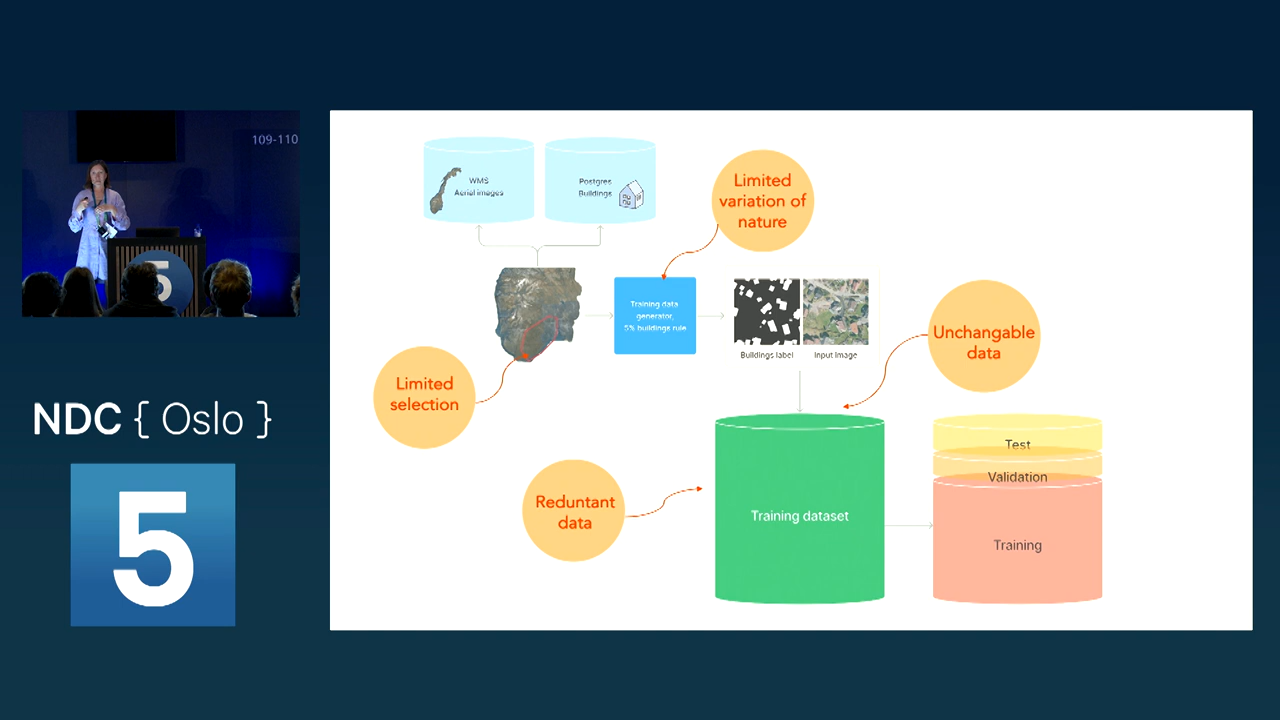 109-110
NDC { Oslo }
5
5
WMS
Aerial images
Postgres
Buildings
Limited
variation of
nature
Training data
generator,
5% buildings rule
Buildings label
Input Image
Unchangable
data
Limited
selection
Reduntant
data
Training dataset
Test
Validation
Training